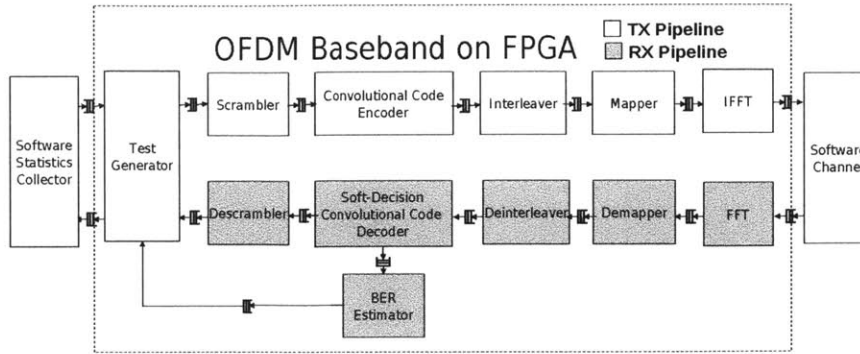 OFDM Baseband on FPGA
TX Pipeline
RX Pipeline
Software
Statistics
Collector
Test
Generator
Scrambler
Convolutional Code
Encoder
Interleaver
Mapper
IFFT
Software
Channel
Descrambler
Soft-Decision
Convolutional Code
Decoder
Deinterleaver
Demapper
FFT
BER
Estimator